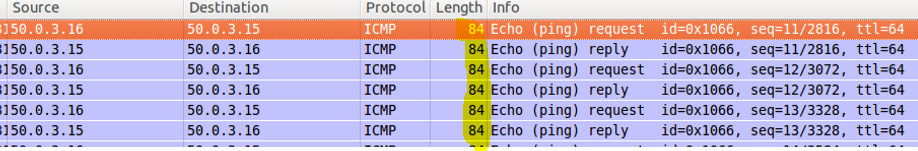 Source Destination Protocol Length Info
50.0.3.16 50.0.3.15 ICMP 84 Echo (ping) request id=0x1066, seq=11/2816, ttl=64
50.0.3.15 50.0.3.16 ICMP 84 Echo (ping) reply id=0x1066, seq=11/2816, ttl=64
50.0.3.16 50.0.3.15 ICMP 84 Echo (ping) request id=0x1066, seq=12/3072, ttl=64
50.0.3.15 50.0.3.16 ICMP 84 Echo (ping) reply id=0x1066, seq=12/3072, ttl=64
50.0.3.16 50.0.3.15 ICMP 84 Echo (ping) request id=0x1066, seq=13/3328, ttl=64
50.0.3.15 50.0.3.16 ICMP 84 Echo (ping) reply id=0x1066, seq=13/3328, ttl=64